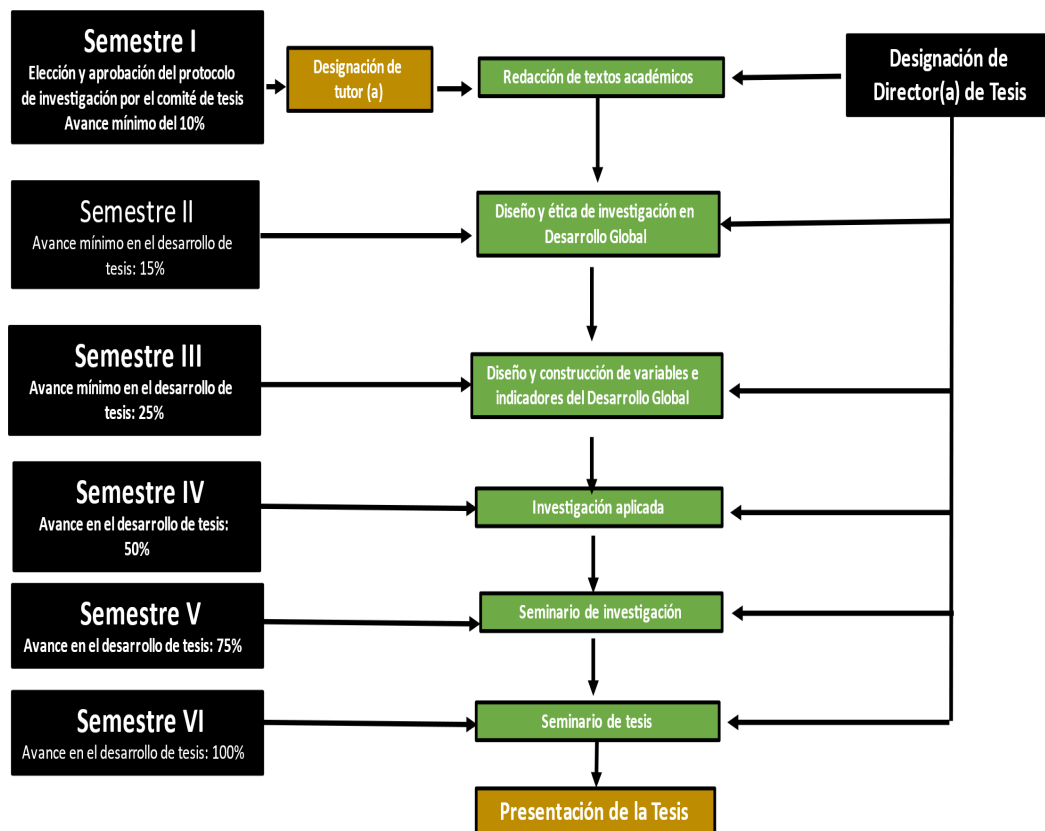 Semestre I
Elección y aprobación del protocolo
de investigación por el comité de tesis
Avance mínimo del 10%
Designación de
tutor (a)
Redacción de textos académicos
Designación de
Director(a) de Tesis
Semestre II
Avance mínimo en el desarrollo de
tesis: 15%
Diseño y ética de investigación en
Desarrollo Global
Semestre III
Avance mínimo en el desarrollo de
tesis: 25%
Diseño y construcción de variables e
indicadores del Desarrollo Global
Semestre IV
Avance en el desarrollo de tesis:
50%
Investigación aplicada
Semestre V
Avance en el desarrollo de tesis: 75%
Seminario de investigación
Semestre VI
Avance en el desarrollo de tesis: 100%
Seminario de tesis
Presentación de la Tesis